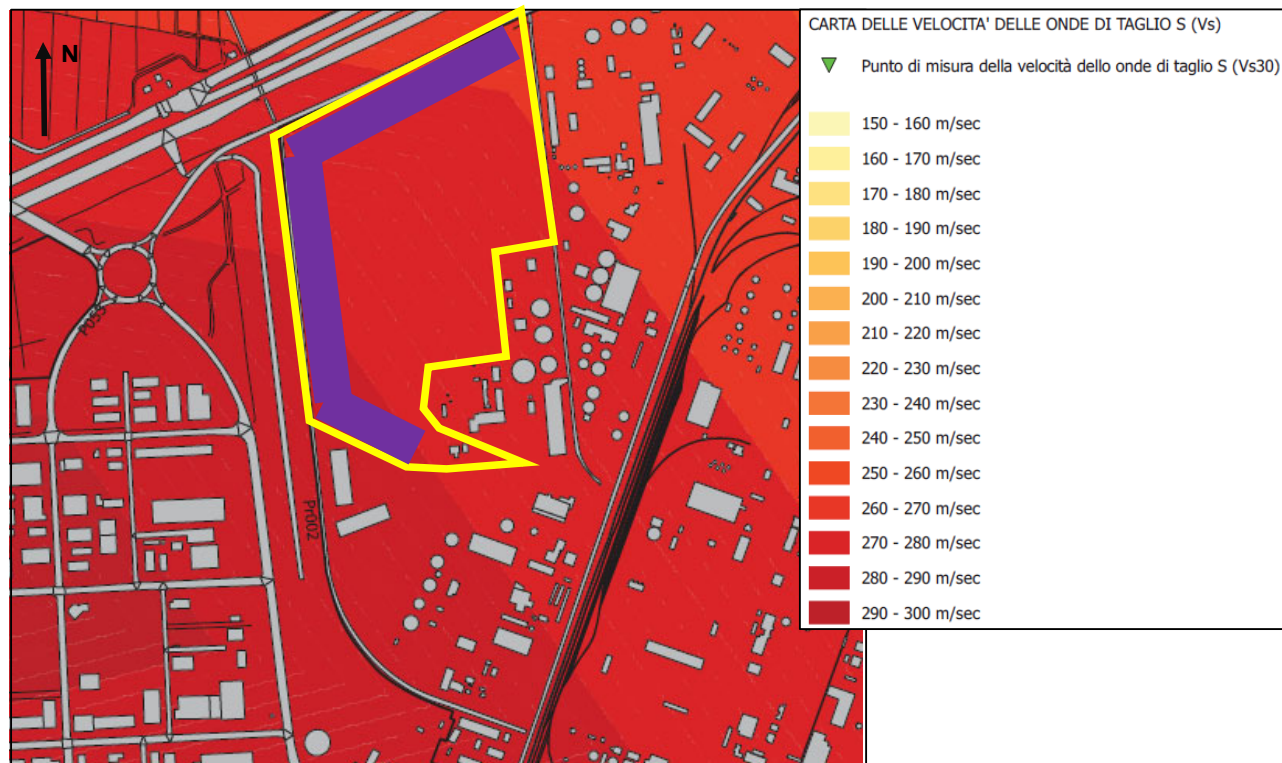 N
P053
Pr002
CARTA DELLE VELOCITA' DELLE ONDE DI TAGLIO S (Vs)
Punto di misura della velocità dello onde di taglio S (Vs30)
150 - 160 m/sec
160 - 170 m/sec
170 - 180 m/sec
180 - 190 m/sec
190 - 200 m/sec
200 - 210 m/sec
210 - 220 m/sec
220 - 230 m/sec
230 - 240 m/sec
240 - 250 m/sec
250 - 260 m/sec
260 - 270 m/sec
270 - 280 m/sec
280 - 290 m/sec
290 - 300 m/sec